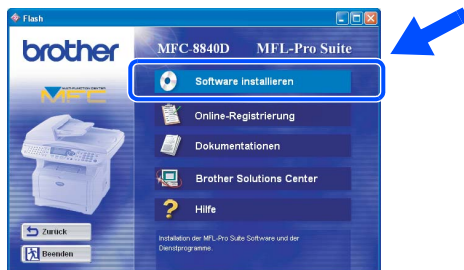 Flash
brother
MFC-8840D MFL-Pro Suite
Software installieren
MFC
Online-Registrierung
Dokumentationen
Brother Solutions Center
Hilfe
Zurück
Beenden
Installation der MFL-Pro Suite Software und der
Dienstprogramme.